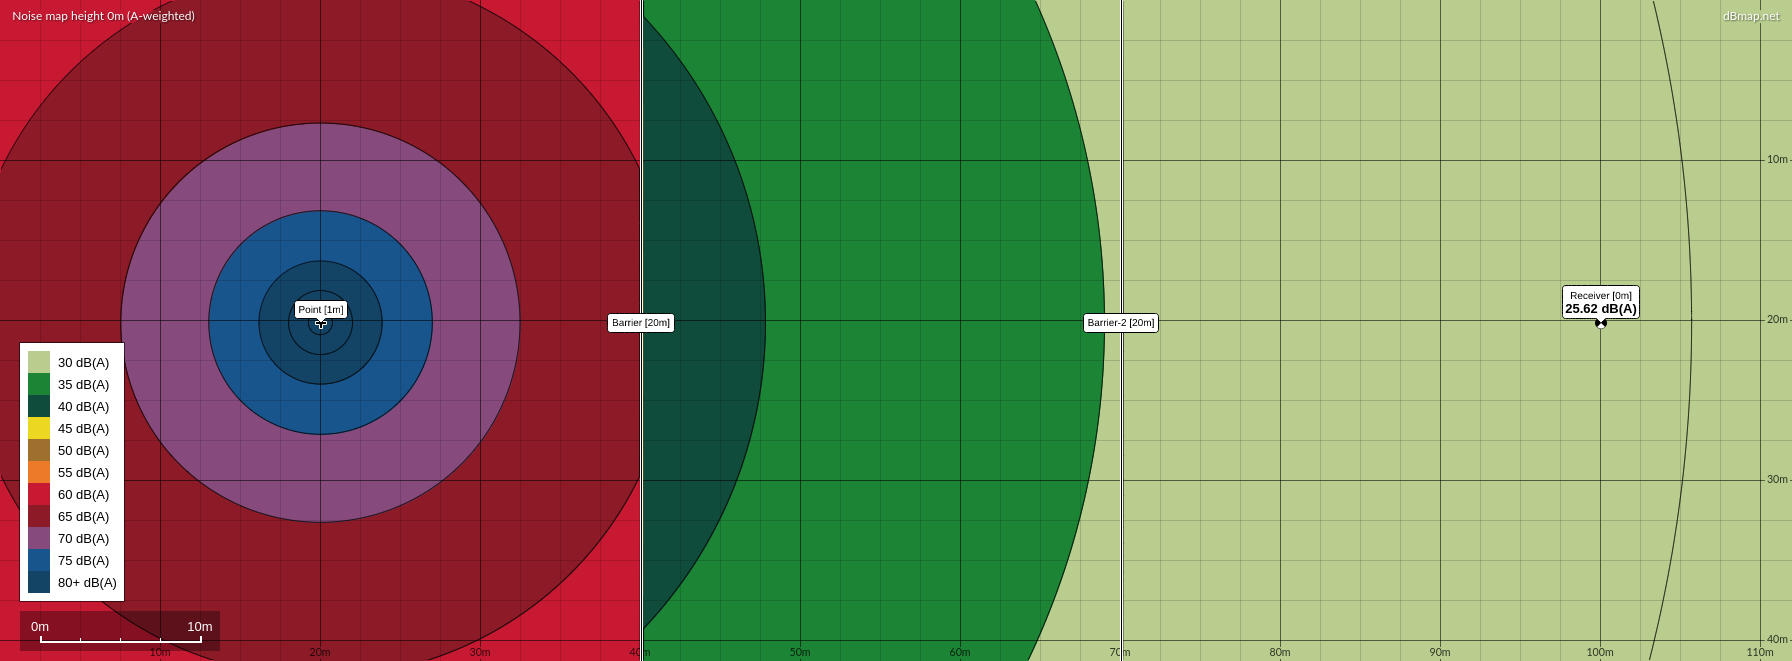 Noise map height 0m (A-weighted)
dBmap.net
10m
Receiver [0m]
25.62 dB(A)
Point [1m]
Barrier [20m]
Barrier-2 [20m]
20m
30 dB(A)
35 dB(A)
40 dB(A)
45 dB(A)
50 dB(A)
55 dB(A)
60 dB(A)
65 dB(A)
70 dB(A)
75 dB(A)
80+ dB(A)
30m
0m 10m
40m
10m 20m 30m 40m 50m 60m 70m 80m 90m 100m 110m